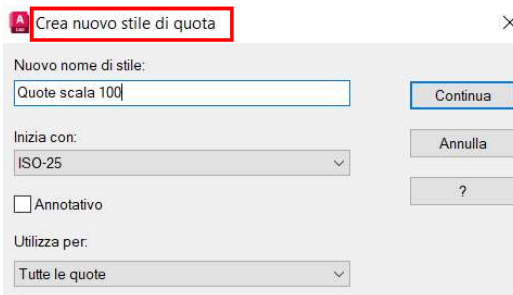 A
CAD
Crea nuovo stile di quota
Nuovo nome di stile:
Quote scala 100
Continua
Inizia con:
ISO-25
Annulla
?
Annotativo
Utilizza per:
Tutte le quote